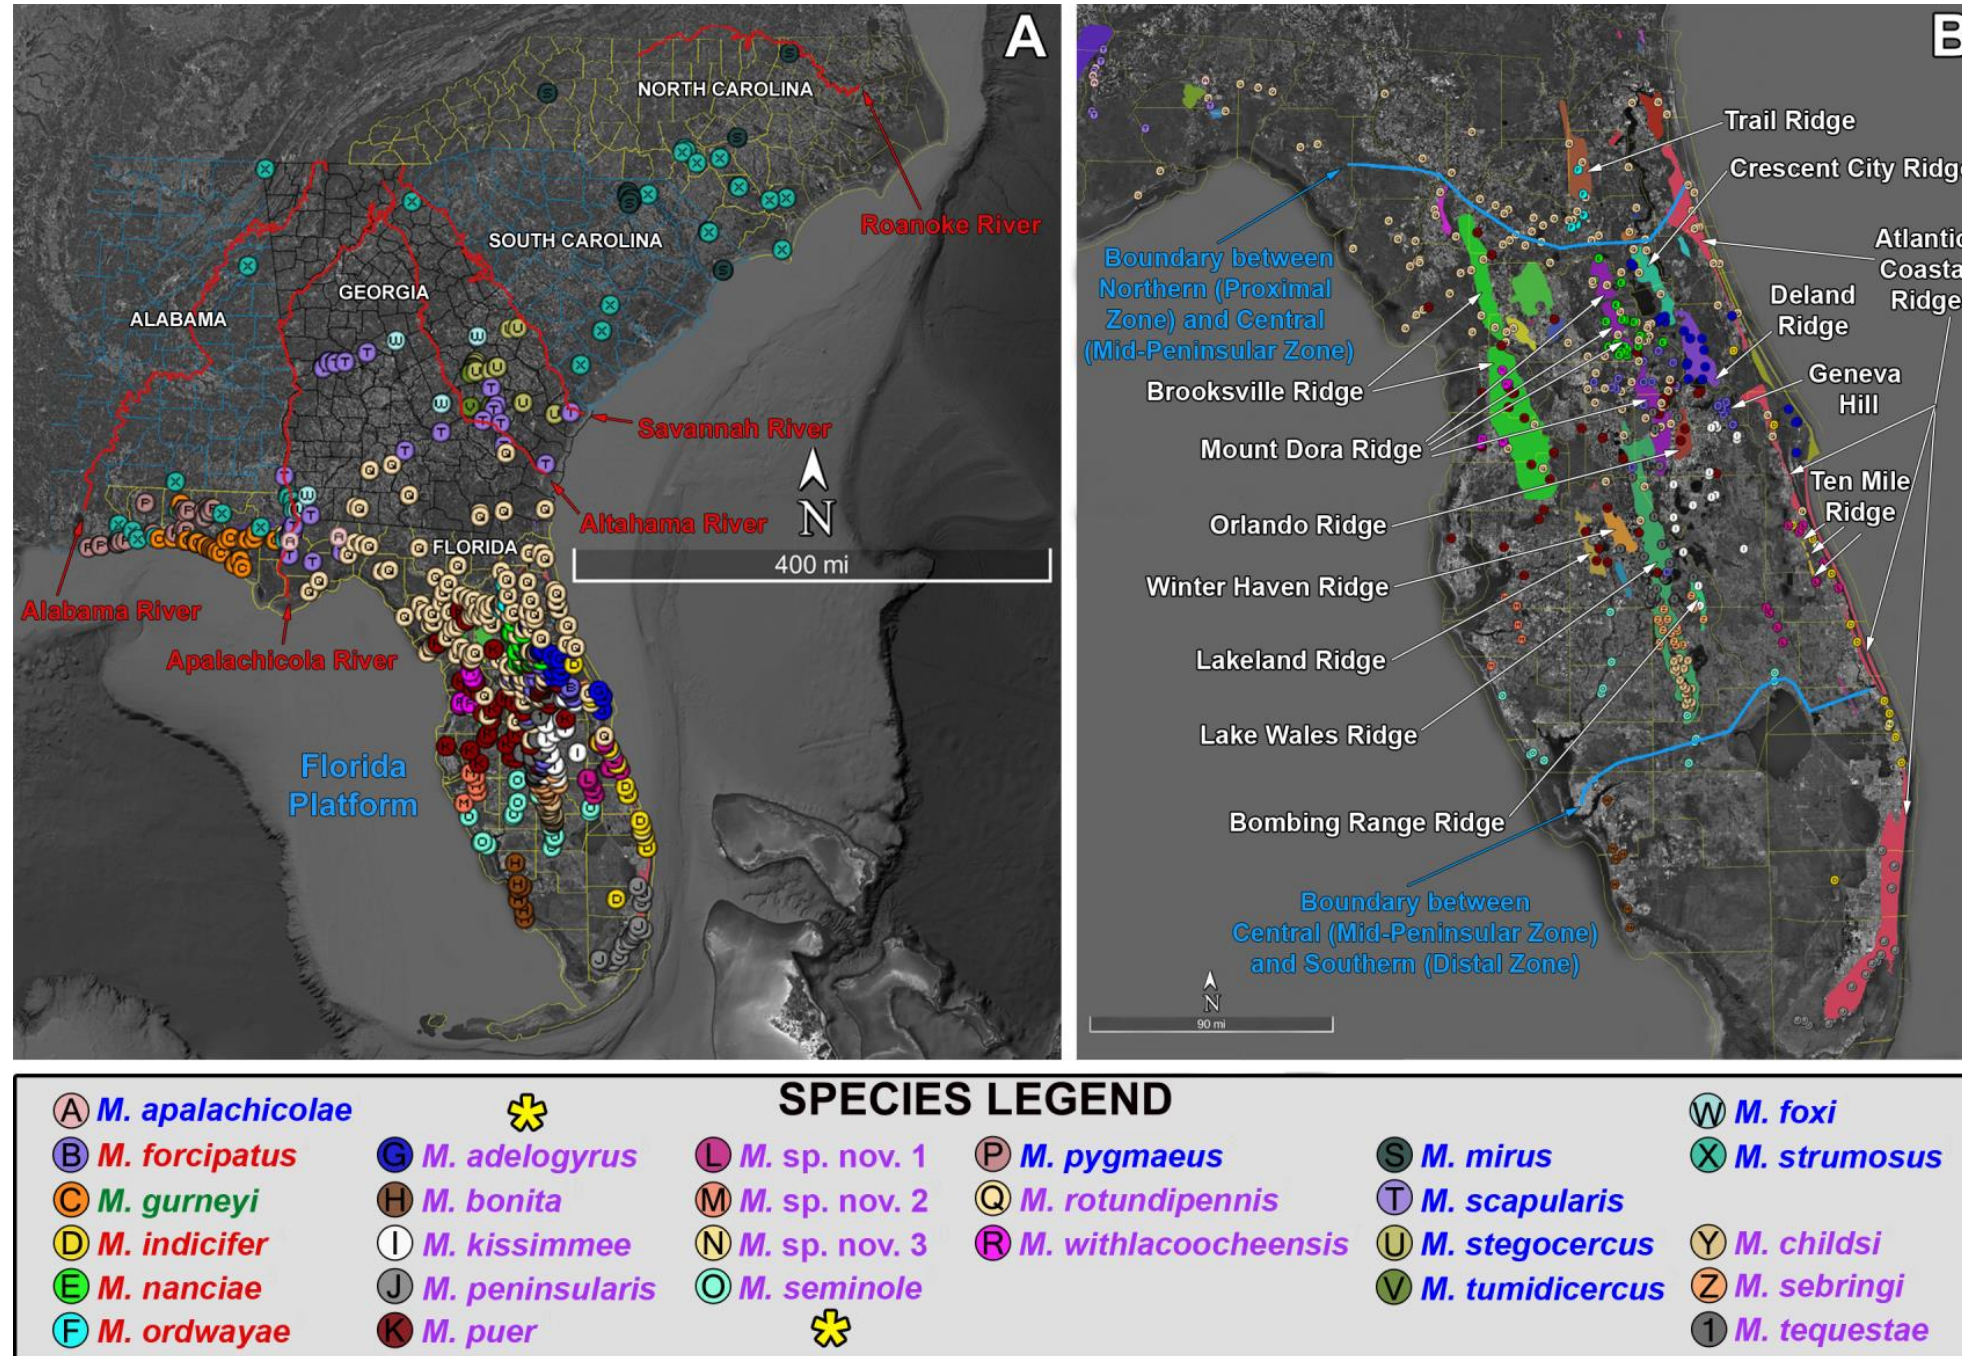 A
NORTH CAROLINA
SOUTH CAROLINA
Roanoke River
GEORGIA
ALABAMA
Savannah River
N
Altahama River
FLORIDA
400 mi
Alabama River
Apalachicola River
Florida
Platform
B
Trail Ridge
Crescent City Ridge
Boundary between
Northern (Proximal
Zone) and Central
(Mid-Peninsular Zone)
Atlantic
Coastal
Ridge
Deland
Ridge
Geneva
Hill
Brooksville Ridge
Mount Dora Ridge
Ten Mile
Ridge
Orlando Ridge
Winter Haven Ridge
Lakeland Ridge
Lake Wales Ridge
Bombing Range Ridge
Boundary between
Central (Mid-Peninsular Zone)
and Southern (Distal Zone)
N
90 mi
SPECIES LEGEND
A M. apalachicolae
B M. forcipatus
C M. gurneyi
D M. indicifer
E M. nanciae
F M. ordwayae
*
G M. adelogyrus
H M. bonita
I M. kissimmee
J M. peninsularis
K M. puer
L M. sp. nov. 1
M M. sp. nov. 2
N M. sp. nov. 3
O M. seminole
*
P M. pygmaeus
Q M. rotundipennis
R M. withlacoocheensis
S M. mirus
T M. scapularis
U M. stegocercus
V M. tumidicercus
W M. foxi
X M. strumosus
Y M. childsi
Z M. sebringi
1 M. tequestae